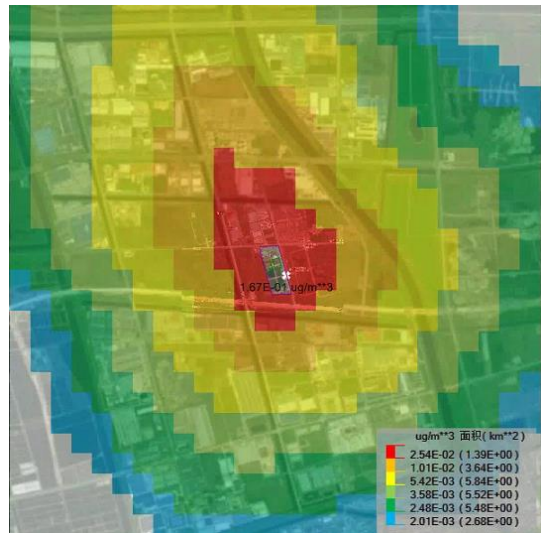 1.67E-01 ug/m**3
ug/m**3 面积(km**2)
2.54E-02 (1.39E+00)
1.01E-02 (3.64E+00)
5.42E-03 (5.84E+00)
3.58E-03 (5.52E+00)
2.48E-03 (5.48E+00)
2.01E-03 (2.68E+00)